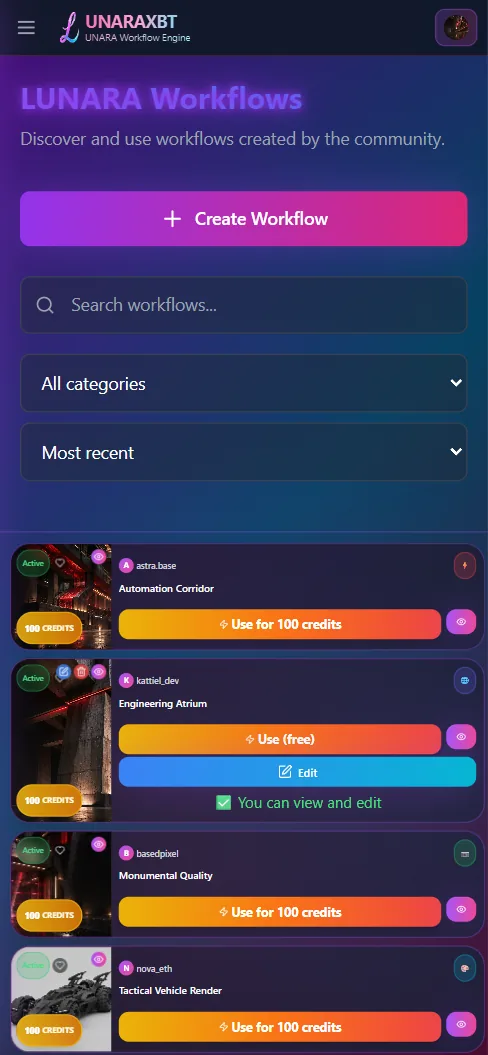 UNARAXBT
UNARA Workflow Engine
LUNARA Workflows
Discover and use workflows created by the community.
Create Workflow
Search workflows...
All categories
Most recent
Active
100 CREDITS
A astra.base
Automation Corridor
Use for 100 credits
Active
100 CREDITS
K kattiel_dev
Engineering Atrium
Use (free)
Edit
You can view and edit
Active
100 CREDITS
B basedpixel
Monumental Quality
Use for 100 credits
Active
100 CREDITS
N nova_eth
Tactical Vehicle Render
Use for 100 credits